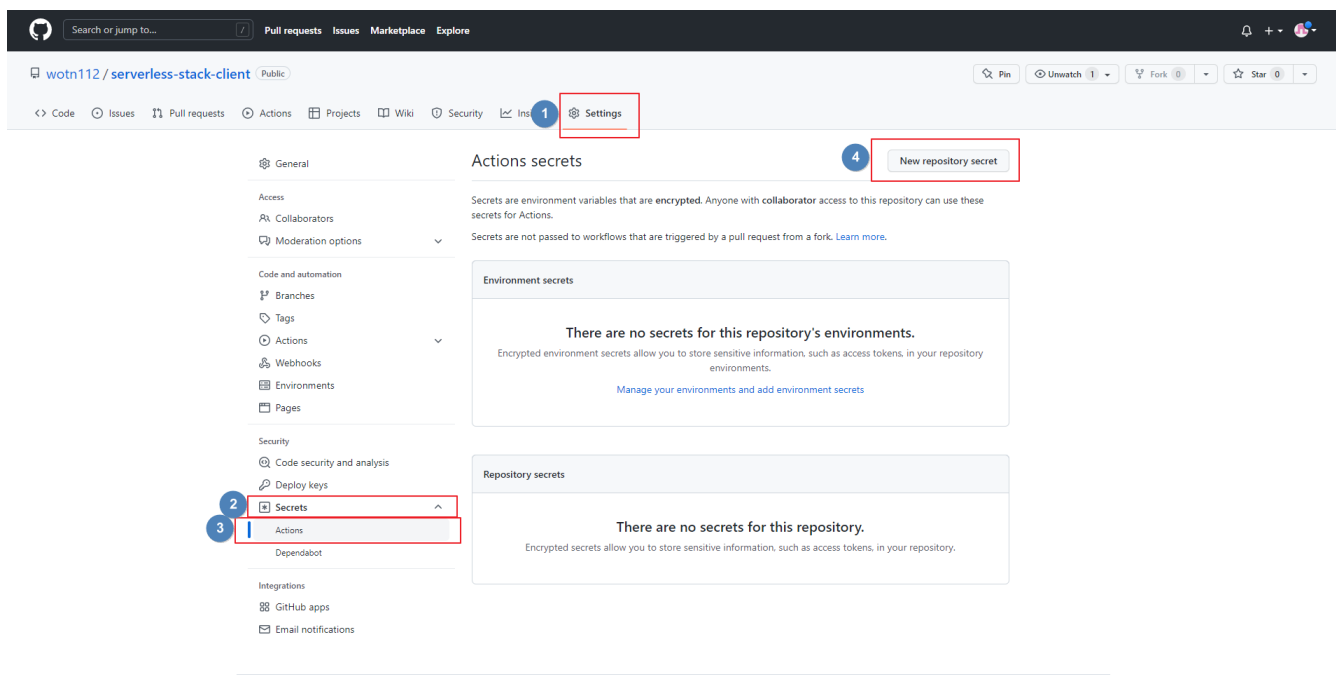 Search or jump to... /
Pull requests Issues Marketplace Explore
wotn112 / serverless-stack-client Public
Pin
Unwatch 1
Fork 0
Star 0
Code
Issues
Pull requests
Actions
Projects
Wiki
Security
1
Settings
General
Access
Collaborators
Moderation options
Code and automation
Branches
Tags
Actions
Webhooks
Environments
Pages
Security
Code security and analysis
Deploy keys
2
Secrets
3
Actions
Dependabot
Integrations
GitHub apps
Email notifications
Actions secrets
4
New repository secret
Secrets are environment variables that are encrypted. Anyone with collaborator access to this repository can use these
secrets for Actions.
Secrets are not passed to workflows that are triggered by a pull request from a fork. Learn more.
Environment secrets
There are no secrets for this repository's environments.
Encrypted environment secrets allow you to store sensitive information, such as access tokens, in your repository
environments.
Manage your environments and add environment secrets
Repository secrets
There are no secrets for this repository.
Encrypted secrets allow you to store sensitive information, such as access tokens, in your repository.